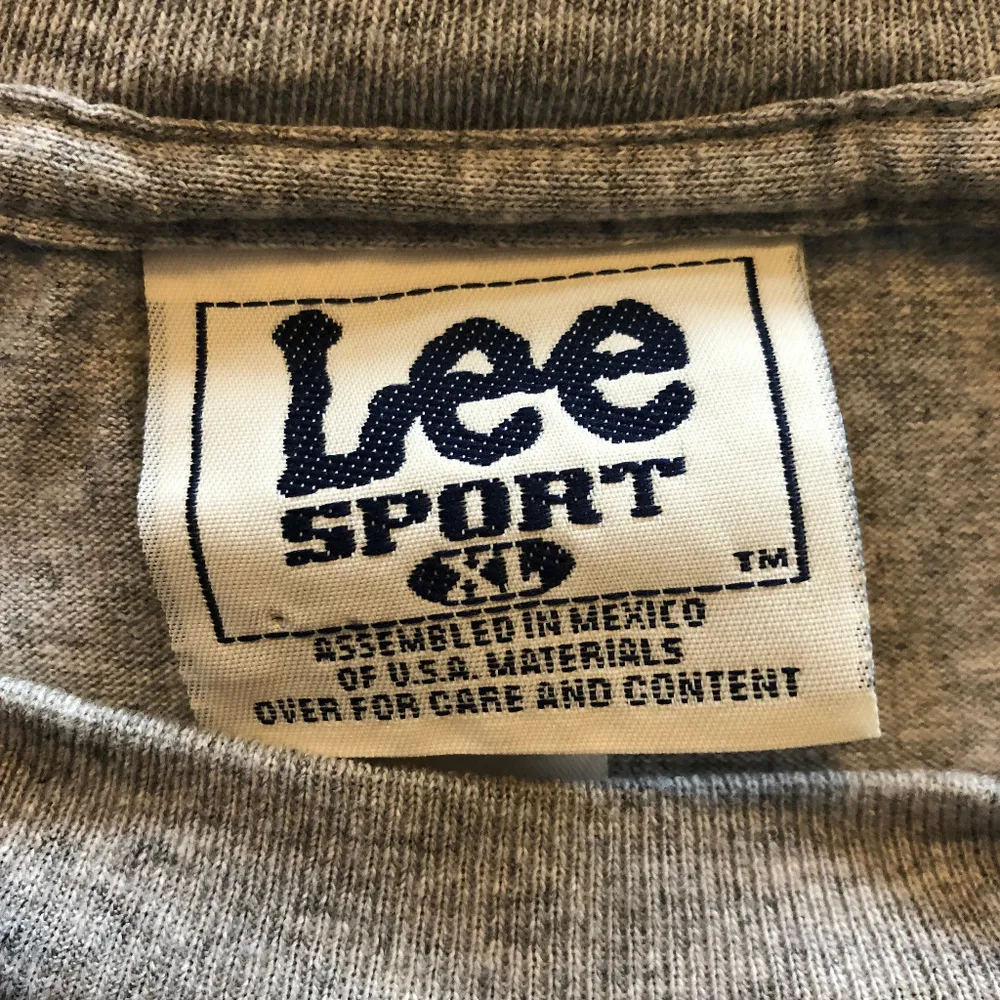 Lee
SPORT
XL
TM
ASSEMBLED IN MEXICO
OF U.S.A. MATERIALS
OVER FOR CARE AND CONTENT